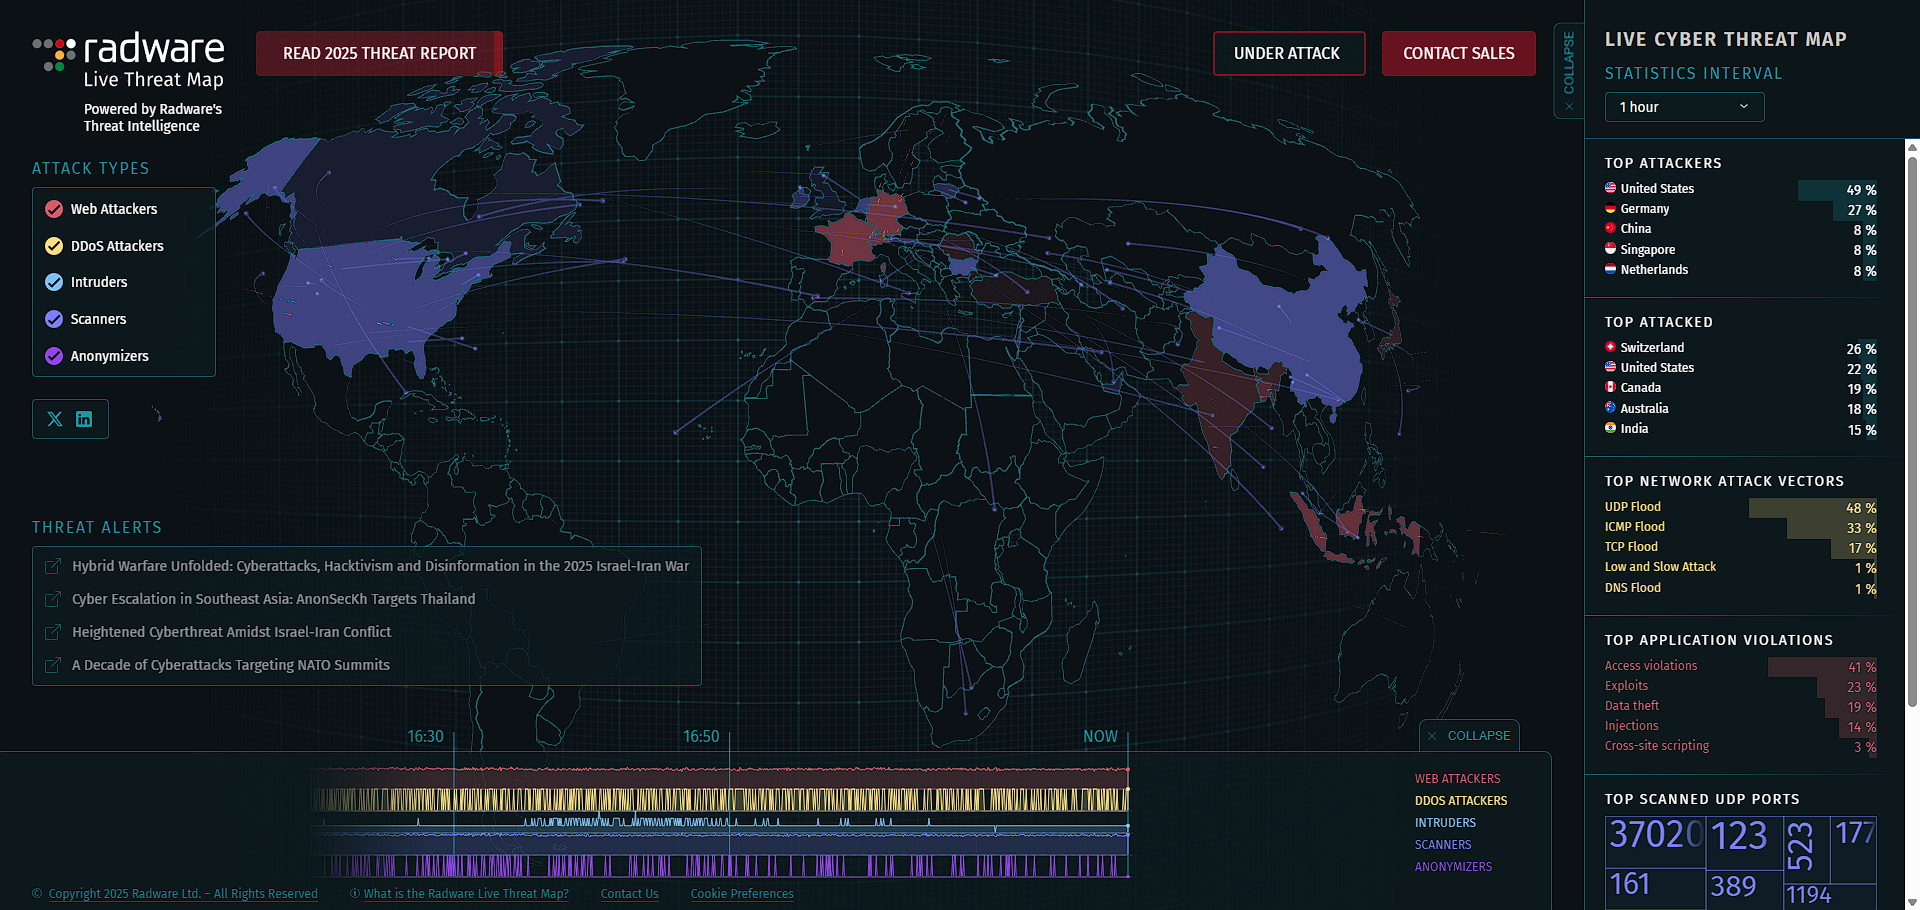 radware
Live Threat Map
Powered by Radware's
Threat Intelligence
READ 2025 THREAT REPORT
UNDER ATTACK
CONTACT SALES
COLLAPSE
ATTACK TYPES
Web Attackers
DDoS Attackers
Intruders
Scanners
Anonymizers
THREAT ALERTS
Hybrid Warfare Unfolded: Cyberattacks, Hacktivism and Disinformation in the 2025 Israel-Iran War
Cyber Escalation in Southeast Asia: AnonSecKh Targets Thailand
Heightened Cyberthreat Amidst Israel-Iran Conflict
A Decade of Cyberattacks Targeting NATO Summits
16:30
16:50
NOW
COLLAPSE
WEB ATTACKERS
DDOS ATTACKERS
INTRUDERS
SCANNERS
ANONYMIZERS
© Copyright 2025 Radware Ltd. – All Rights Reserved
What is the Radware Live Threat Map?
Contact Us
Cookie Preferences
LIVE CYBER THREAT MAP
STATISTICS INTERVAL
1 hour
TOP ATTACKERS
United States 49 %
Germany 27 %
China 8 %
Singapore 8 %
Netherlands 8 %
TOP ATTACKED
Switzerland 26 %
United States 22 %
Canada 19 %
Australia 18 %
India 15 %
TOP NETWORK ATTACK VECTORS
UDP Flood 48 %
ICMP Flood 33 %
TCP Flood 17 %
Low and Slow Attack 1 %
DNS Flood 1 %
TOP APPLICATION VIOLATIONS
Access violations 41 %
Exploits 23 %
Data theft 19 %
Injections 14 %
Cross-site scripting 3 %
TOP SCANNED UDP PORTS
37020
123
523
177
161
389
1194